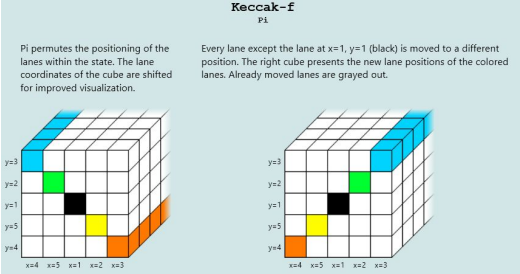 Keccak-f
Pi
Pi permutes the positioning of the
lanes within the state. The lane
coordinates of the cube are shifted
for improved visualization.
Every lane except the lane at x=1, y=1 (black) is moved to a different
position. The right cube presents the new lane positions of the colored
lanes. Already moved lanes are grayed out.
y=3
y=2
y=1
y=5
y=4
x=4 x=5 x=1 x=2 x=3
y=3
y=2
y=1
y=5
y=4
x=4 x=5 x=1 x=2 x=3